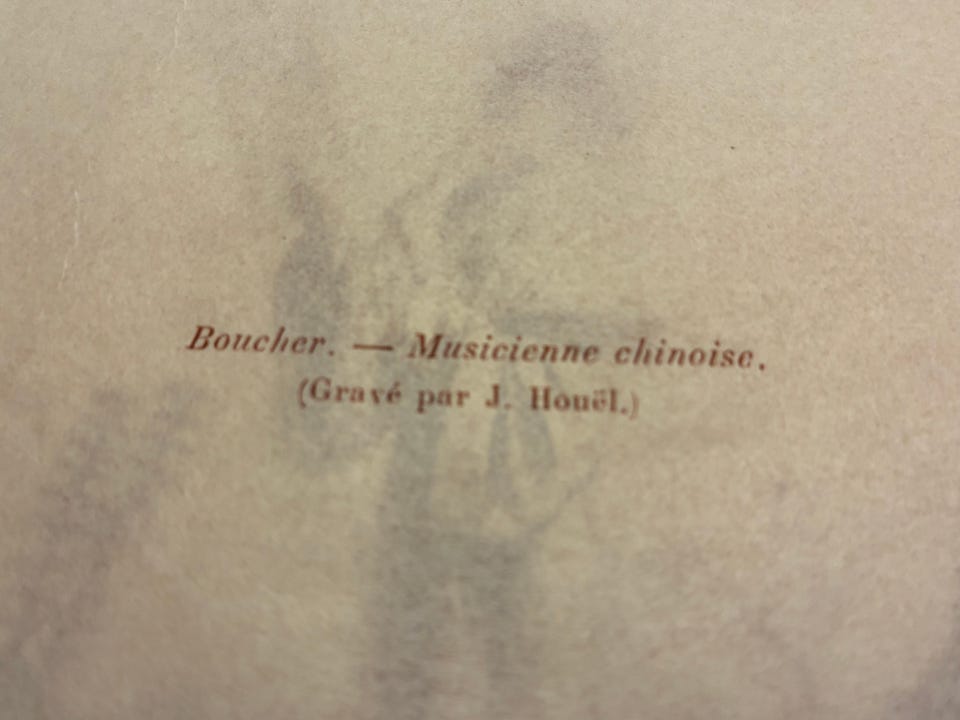 Boucher. — Musicienne chinoise.
(Gravé par J. Houël.)